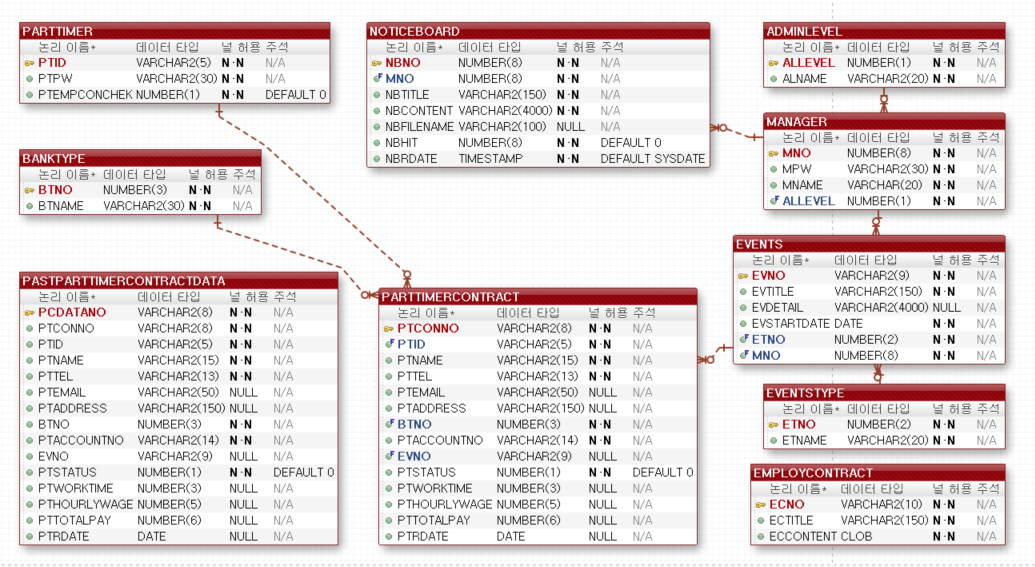 PARTTIMER
논리 이름* 데이터 타입 널 허용 주석
PTID VARCHAR2(5) N·N N/A
PTPW VARCHAR2(30) N·N N/A
PTEMPCONCHEK NUMBER(1) N·N DEFAULT 0
BANKTYPE
논리 이름* 데이터 타입 널 허용 주석
BTNO NUMBER(3) N·N N/A
BTNAME VARCHAR2(30) N·N N/A
PASTPARTTIMERCONTRACTDATA
논리 이름* 데이터 타입 널 허용 주석
PCDATANO VARCHAR2(8) N·N N/A
PTCONNO VARCHAR2(8) N·N N/A
PTID VARCHAR2(5) N·N N/A
PTNAME VARCHAR2(15) N·N N/A
PTTEL VARCHAR2(13) N·N N/A
PTEMAIL VARCHAR2(50) NULL N/A
PTADDRESS VARCHAR2(150) NULL N/A
BTNO NUMBER(3) NULL N/A
PTACCOUNTNO VARCHAR2(14) NULL N/A
EVNO VARCHAR2(9) NULL N/A
PTSTATUS NUMBER(1) N·N DEFAULT 0
PTWORKTIME NUMBER(3) NULL N/A
PTHOURLYWAGE NUMBER(5) NULL N/A
PTTOTALPAY NUMBER(6) NULL N/A
PTRDATE DATE NULL N/A
NOTICEBOARD
논리 이름* 데이터 타입 널 허용 주석
NBNO NUMBER(8) N·N N/A
MNO NUMBER(8) N·N N/A
NBTITLE VARCHAR2(150) N·N N/A
NBCONTENT VARCHAR2(4000) N·N N/A
NBFILENAME VARCHAR2(100) NULL N/A
NBHIT NUMBER(8) N·N DEFAULT 0
NBRDATE TIMESTAMP N·N DEFAULT SYSDATE
PARTTIMERCONTRACT
논리 이름* 데이터 타입 널 허용 주석
PTCONNO VARCHAR2(8) N·N N/A
PTID VARCHAR2(5) N·N N/A
PTNAME VARCHAR2(15) N·N N/A
PTTEL VARCHAR2(13) N·N N/A
PTEMAIL VARCHAR2(50) NULL N/A
PTADDRESS VARCHAR2(150) NULL N/A
BTNO NUMBER(3) NULL N/A
PTACCOUNTNO VARCHAR2(14) NULL N/A
EVNO VARCHAR2(9) NULL N/A
PTSTATUS NUMBER(1) N·N DEFAULT 0
PTWORKTIME NUMBER(3) NULL N/A
PTHOURLYWAGE NUMBER(5) NULL N/A
PTTOTALPAY NUMBER(6) NULL N/A
PTRDATE DATE NULL N/A
ADMINLEVEL
논리 이름* 데이터 타입 널 허용 주석
ALLEVEL NUMBER(1) N·N N/A
ALNAME VARCHAR2(20) N·N N/A
MANAGER
논리 이름* 데이터 타입 널 허용 주석
MNO NUMBER(8) N·N N/A
MPW VARCHAR2(30) N·N N/A
MNAME VARCHAR(20) N·N N/A
ALLEVEL NUMBER(1) N·N N/A
EVENTS
논리 이름* 데이터 타입 널 허용 주석
EVNO VARCHAR2(9) N·N N/A
EVTITLE VARCHAR2(150) N·N N/A
EVDETAIL VARCHAR2(4000) NULL N/A
EVSTARTDATE DATE N·N N/A
ETNO NUMBER(2) N·N N/A
MNO NUMBER(8) N·N N/A
EVENTSTYPE
논리 이름* 데이터 타입 널 허용 주석
ETNO NUMBER(2) N·N N/A
ETNAME VARCHAR2(20) N·N N/A
EMPLOYCONTRACT
논리 이름* 데이터 타입 널 허용 주석
ECNO VARCHAR2(10) N·N N/A
ECTITLE VARCHAR2(150) N·N N/A
ECCONTENT CLOB N·N N/A